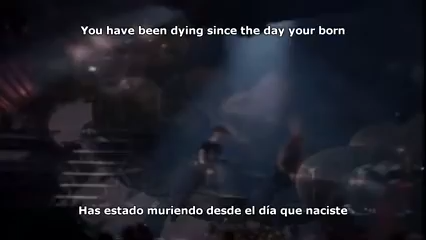 You have been dying since the day your born
Has estado muriendo desde el día que naciste